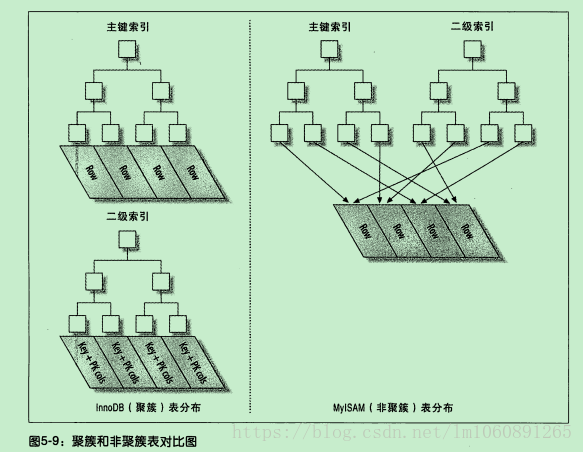 主键索引
Row Row Row Row
二级索引
Key + PK cols Key + PK cols Key + PK cols Key + PK cols
InnoDB（聚簇）表分布
主键索引 二级索引
Row Row Row Row
MyISAM（非聚簇）表分布
图5-9：聚簇和非聚簇表对比图
https://blog.csdn.net/lml060891265